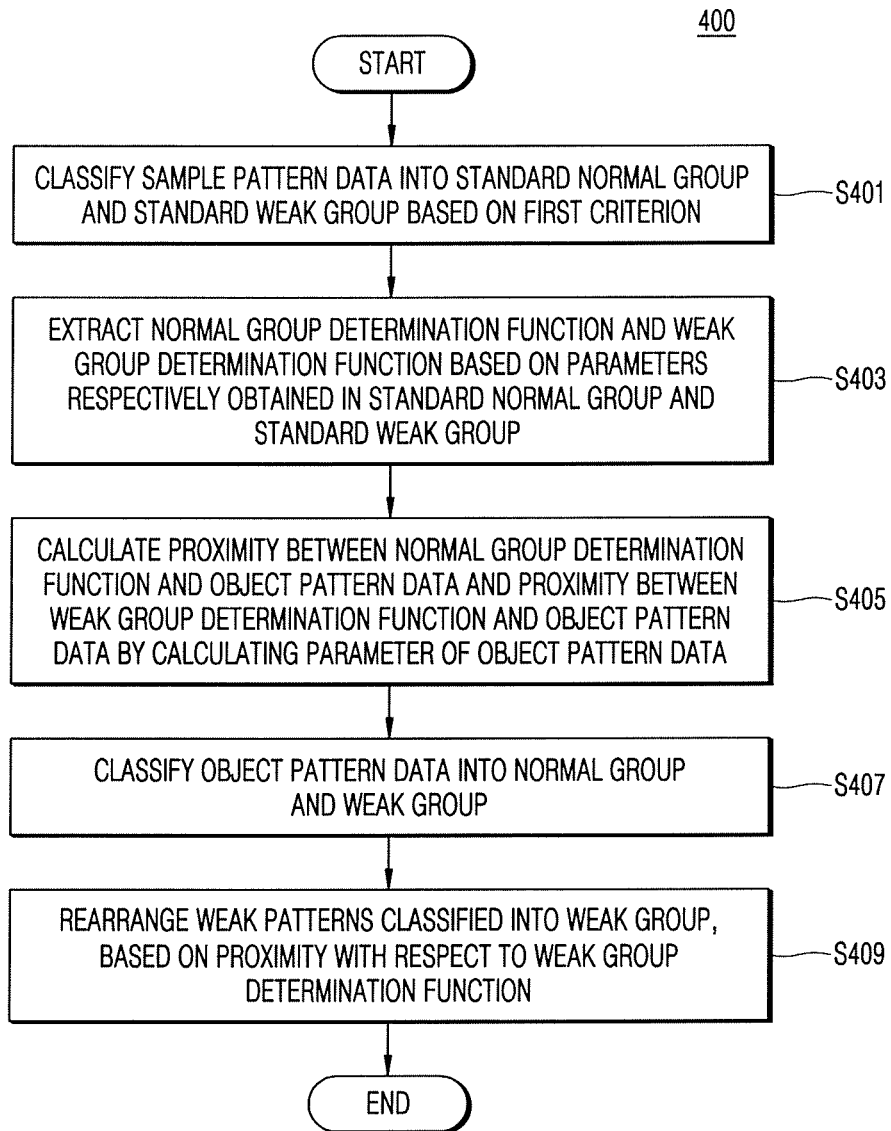 400
START
CLASSIFY SAMPLE PATTERN DATA INTO STANDARD NORMAL GROUP
AND STANDARD WEAK GROUP BASED ON FIRST CRITERION
S401
EXTRACT NORMAL GROUP DETERMINATION FUNCTION AND WEAK
GROUP DETERMINATION FUNCTION BASED ON PARAMETERS
RESPECTIVELY OBTAINED IN STANDARD NORMAL GROUP AND
STANDARD WEAK GROUP
S403
CALCULATE PROXIMITY BETWEEN NORMAL GROUP DETERMINATION
FUNCTION AND OBJECT PATTERN DATA AND PROXIMITY BETWEEN
WEAK GROUP DETERMINATION FUNCTION AND OBJECT PATTERN
DATA BY CALCULATING PARAMETER OF OBJECT PATTERN DATA
S405
CLASSIFY OBJECT PATTERN DATA INTO NORMAL GROUP
AND WEAK GROUP
S407
REARRANGE WEAK PATTERNS CLASSIFIED INTO WEAK GROUP,
BASED ON PROXIMITY WITH RESPECT TO WEAK GROUP
DETERMINATION FUNCTION
S409
END